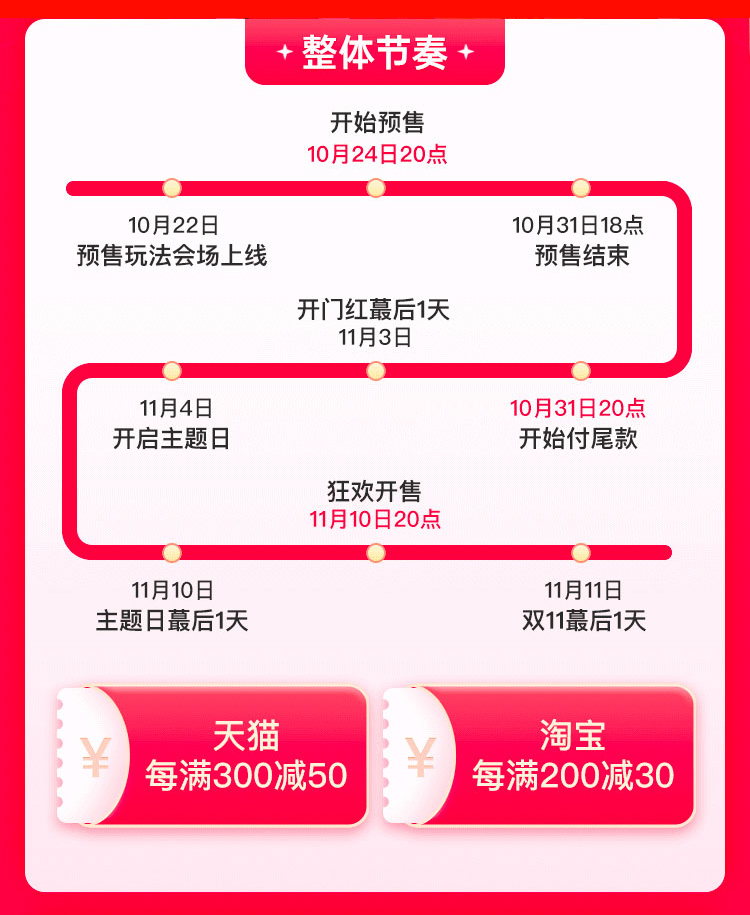 整体节奏
开始预售
10月24日20点
10月22日
预售玩法会场上线
10月31日18点
预售结束
开门红蕞后1天
11月3日
11月4日
开启主题日
10月31日20点
开始付尾款
狂欢开售
11月10日20点
11月10日
主题日蕞后1天
11月11日
双11蕞后1天
¥
天猫
每满300减50
¥
淘宝
每满200减30